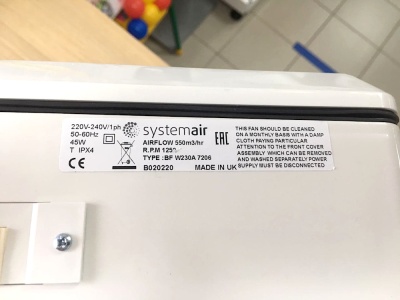 220V-240V/1ph
50-60Hz
45W
T IPX4
CE
systemair
AIRFLOW 550m3/hr
R.P.M
TYPE : BF W230A 7206
B020220
MADE IN UK
EAC
THIS FAN SHOULD BE CLEANED
ON A MONTHLY BASIS WITH A DAMP
CLOTH PAYING PARTICULAR
ATTENTION TO THE FRONT COVER
ASSEMBLY WHICH CAN BE REMOVED
AND WASHED SEPARATELY POWER
SUPPLY MUST BE DISCONNECTED